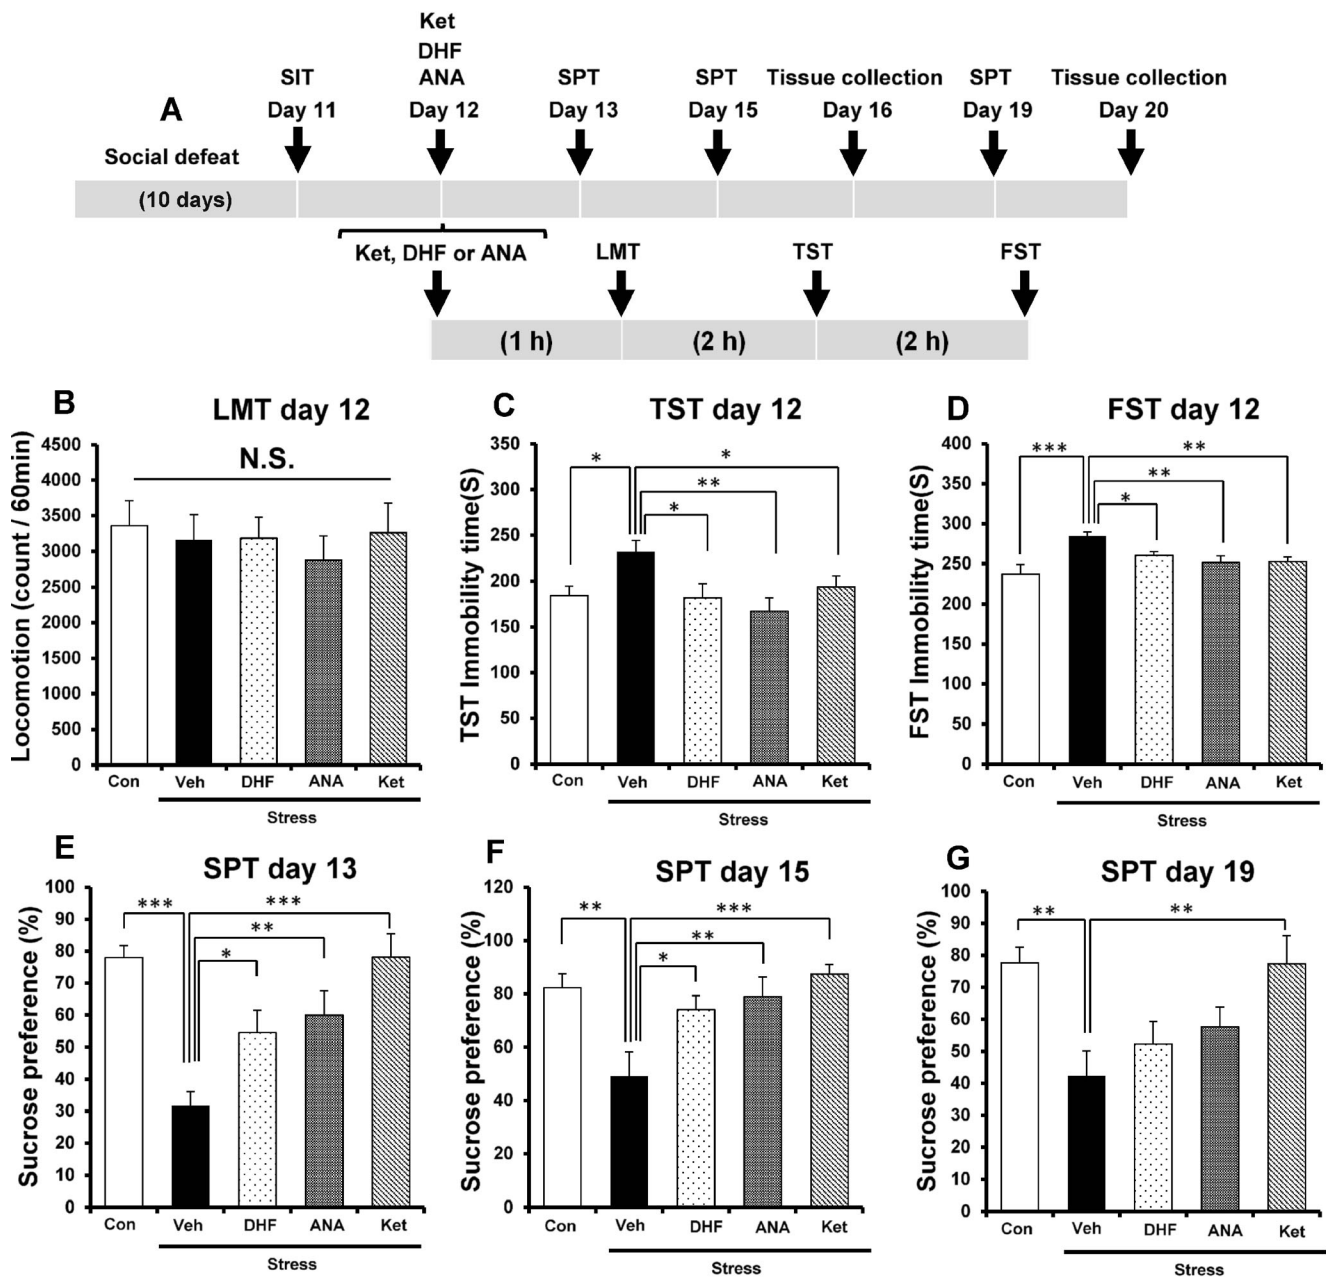 Ket
DHF
SIT ANA SPT SPT Tissue collection SPT Tissue collection
A Day 11 Day 12 Day 13 Day 15 Day 16 Day 19 Day 20
Social defeat
(10 days)
Ket, DHF or ANA LMT TST FST
(1 h) (2 h) (2 h)
B LMT day 12
Locomotion (count / 60min)
4500
4000
3500
3000
2500
2000
1500
1000
500
0
N.S.
Con Veh DHF ANA Ket
Stress
C TST day 12
TST Immobility time(S)
350
300
250
200
150
100
50
0
* *
**
*
Con Veh DHF ANA Ket
Stress
D FST day 12
FST Immobility time(S)
400
350
300
250
200
150
100
50
0
*** **
**
*
Con Veh DHF ANA Ket
Stress
E SPT day 13
Sucrose preference (%)
100
90
80
70
60
50
40
30
20
10
0
*** ***
**
*
Con Veh DHF ANA Ket
Stress
F SPT day 15
Sucrose preference (%)
120
100
80
60
40
20
0
** ***
**
*
Con Veh DHF ANA Ket
Stress
G SPT day 19
Sucrose preference (%)
100
90
80
70
60
50
40
30
20
10
0
** **
Con Veh DHF ANA Ket
Stress